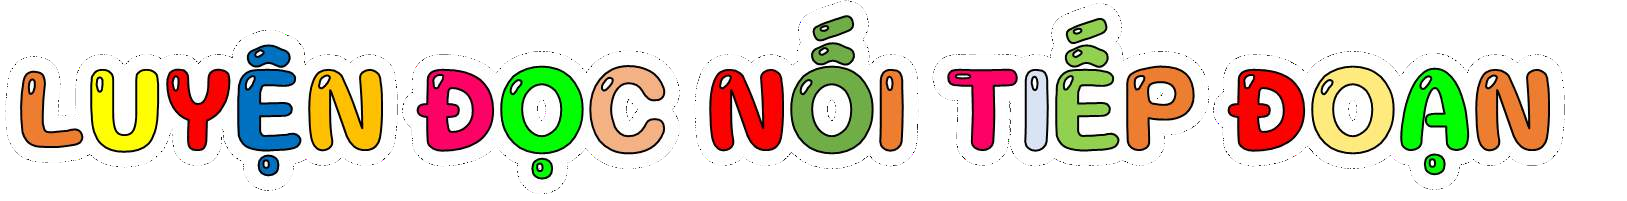 LUYỆN ĐỌC NỐI TIẾP ĐOẠN